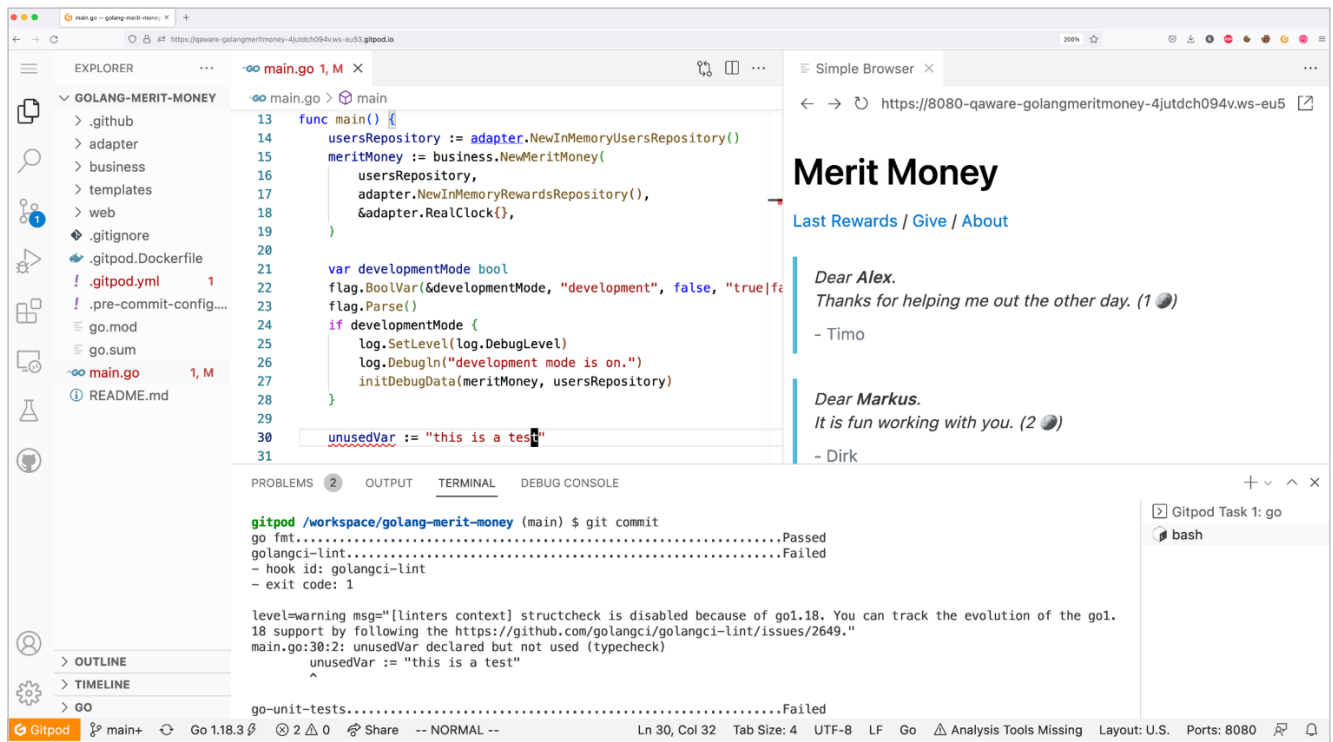 main.go — golang-merit-money
https://qaware-golangmeritmoney-4jutdch094v.ws-eu53.gitpod.io
200%
EXPLORER
GOLANG-MERIT-MONEY
.github
adapter
business
templates
web
.gitignore
.gitpod.Dockerfile
.gitpod.yml 1
.pre-commit-config....
go.mod
go.sum
main.go 1, M
README.md
OUTLINE
TIMELINE
GO
1
main.go 1, M
main.go > main
13 func main() {
14 usersRepository := adapter.NewInMemoryUsersRepository()
15 meritMoney := business.NewMeritMoney(
16 usersRepository,
17 adapter.NewInMemoryRewardsRepository(),
18 &adapter.RealClock{},
19 )
20
21 var developmentMode bool
22 flag.BoolVar(&developmentMode, "development", false, "true|fa
23 flag.Parse()
24 if developmentMode {
25 log.SetLevel(log.DebugLevel)
26 log.Debugln("development mode is on.")
27 initDebugData(meritMoney, usersRepository)
28 }
29
30 unusedVar := "this is a test"
31
Simple Browser
https://8080-qaware-golangmeritmoney-4jutdch094v.ws-eu5
Merit Money
Last Rewards / Give / About
Dear Alex.
Thanks for helping me out the other day. (1 )
- Timo
Dear Markus.
It is fun working with you. (2 )
- Dirk
PROBLEMS 2 OUTPUT TERMINAL DEBUG CONSOLE
gitpod /workspace/golang-merit-money (main) $ git commit
go fmt...................................................................Passed
golangci-lint............................................................Failed
- hook id: golangci-lint
- exit code: 1
level=warning msg="[linters context] structcheck is disabled because of go1.18. You can track the evolution of the go1.
18 support by following the https://github.com/golangci/golangci-lint/issues/2649."
main.go:30:2: unusedVar declared but not used (typecheck)
unusedVar := "this is a test"
^
go-unit-tests............................................................Failed
Gitpod Task 1: go
bash
Gitpod main+ Go 1.18.3 2 0 Share -- NORMAL -- Ln 30, Col 32 Tab Size: 4 UTF-8 LF Go Analysis Tools Missing Layout: U.S. Ports: 8080